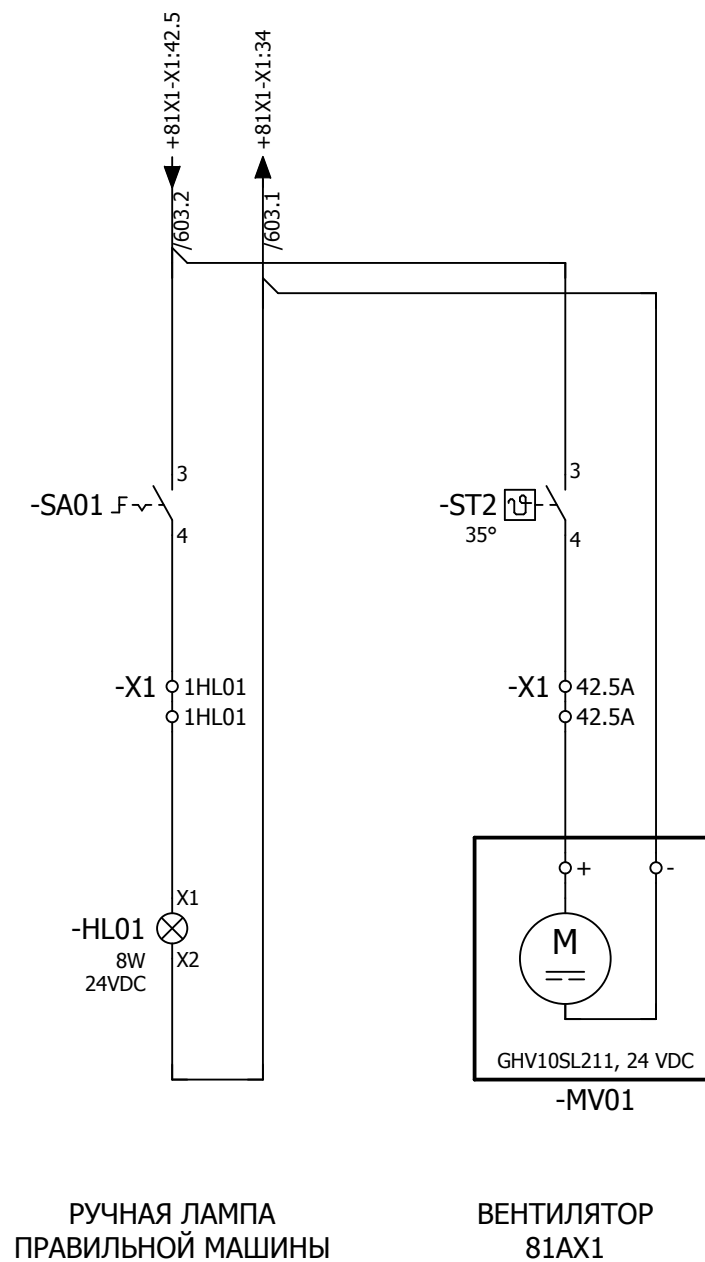 +81X1-X1:42.5
+81X1-X1:34
/603.2
/603.1
3
-SA01
4
3
-ST2
35°
4
-X1 1HL01
1HL01
-X1 42.5A
42.5A
+
-
X1
-HL01
8W
X2
24VDC
M
GHV10SL211, 24 VDC
-MV01
РУЧНАЯ ЛАМПА
ПРАВИЛЬНОЙ МАШИНЫ
ВЕНТИЛЯТОР
81AX1